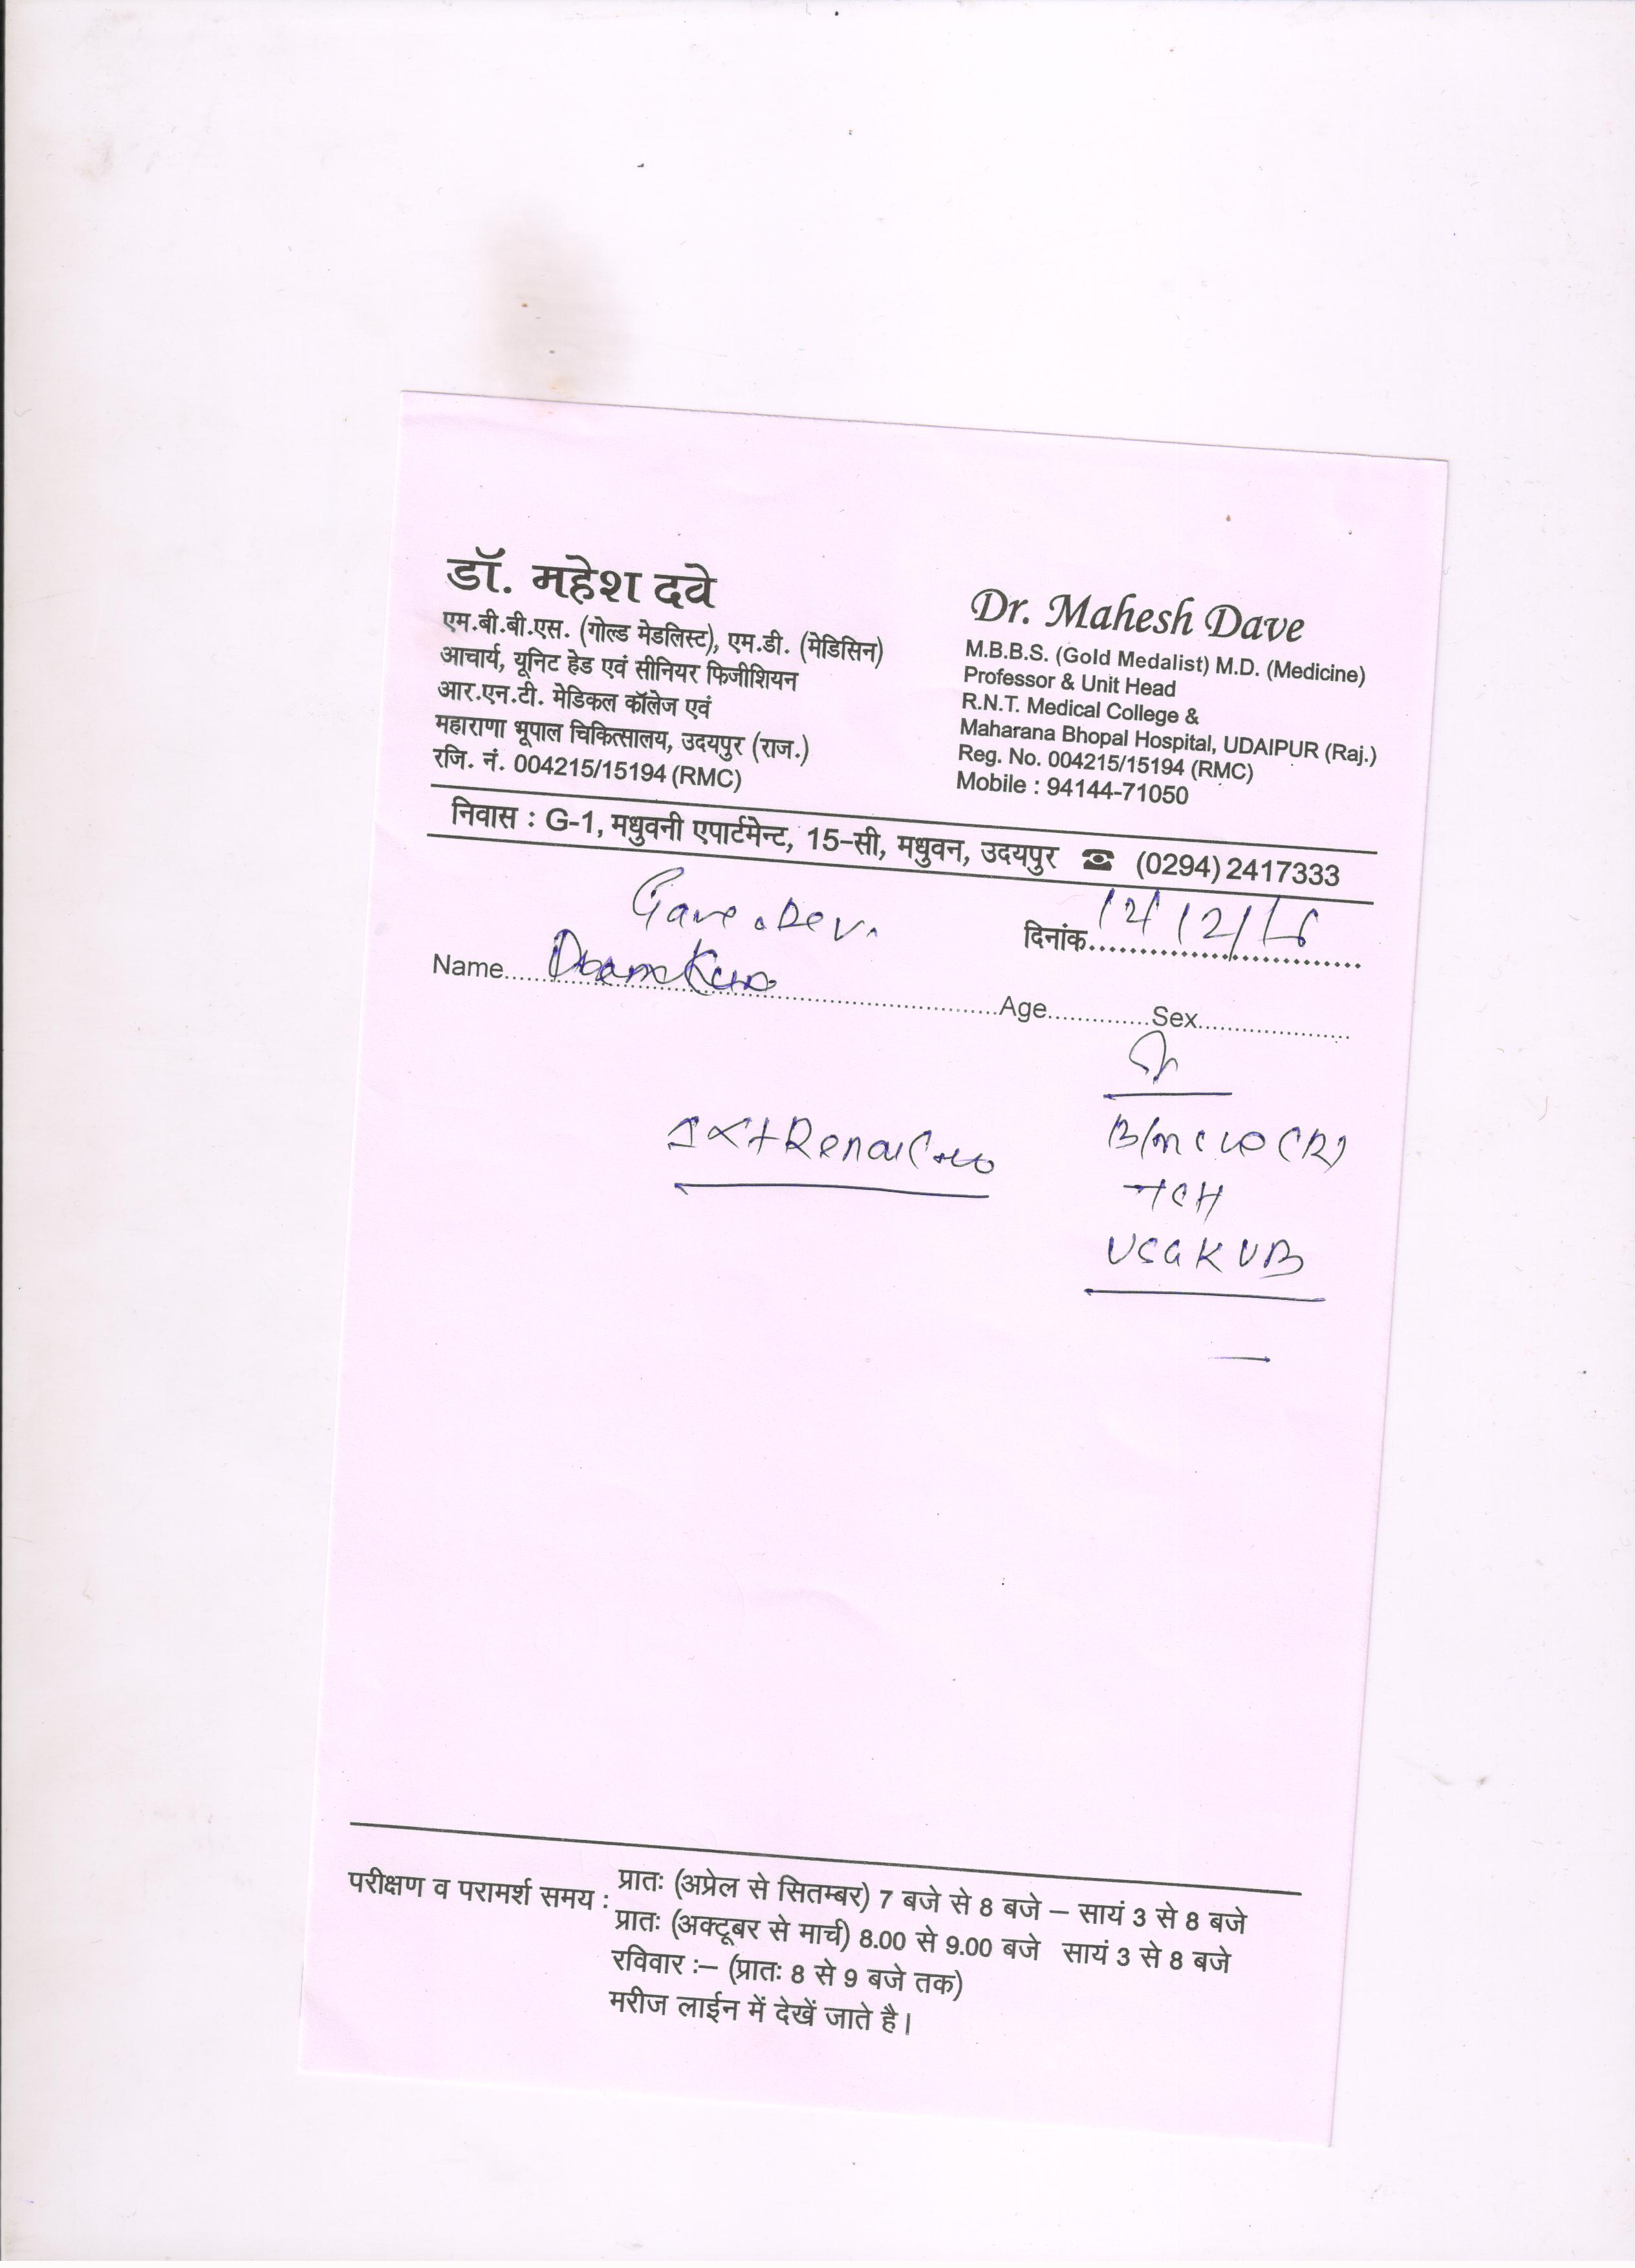 डॉ. महेश दवे
एम.बी.बी.एस. (गोल्ड मेडलिस्ट), एम.डी. (मेडिसिन)
आचार्य, यूनिट हेड एवं सीनियर फिजीशियन
आर.एन.टी. मेडिकल कॉलेज एवं
महाराणा भूपाल चिकित्सालय, उदयपुर (राज.)
रजि. नं. 004215/15194 (RMC)
Dr. Mahesh Dave
M.B.B.S. (Gold Medalist) M.D. (Medicine)
Professor & Unit Head
R.N.T. Medical College &
Maharana Bhopal Hospital, UDAIPUR (Raj.)
Reg. No. 004215/15194 (RMC)
Mobile : 94144-71050
निवास : G-1, मधुवनी एपार्टमेन्ट, 15-सी, मधुवन, उदयपुर ☎ (0294) 2417333
दिनांक
Name Age Sex
USG KUB
परीक्षण व परामर्श समय : प्रातः (अप्रेल से सितम्बर) 7 बजे से 8 बजे – सायं 3 से 8 बजे
प्रातः (अक्टूबर से मार्च) 8.00 से 9.00 बजे सायं 3 से 8 बजे
रविवार :– (प्रातः 8 से 9 बजे तक)
मरीज लाईन में देखें जाते है।